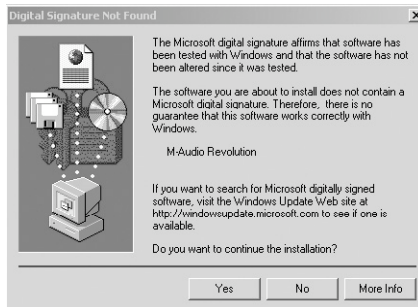 Digital Signature Not Found
The Microsoft digital signature affirms that software has
been tested with Windows and that the software has not
been altered since it was tested.
The software you are about to install does not contain a
Microsoft digital signature. Therefore, there is no
guarantee that this software works correctly with
Windows.
M-Audio Revolution
If you want to search for Microsoft digitally signed
software, visit the Windows Update Web site at
http://windowsupdate.microsoft.com to see if one is
available.
Do you want to continue the installation?
Yes No More Info